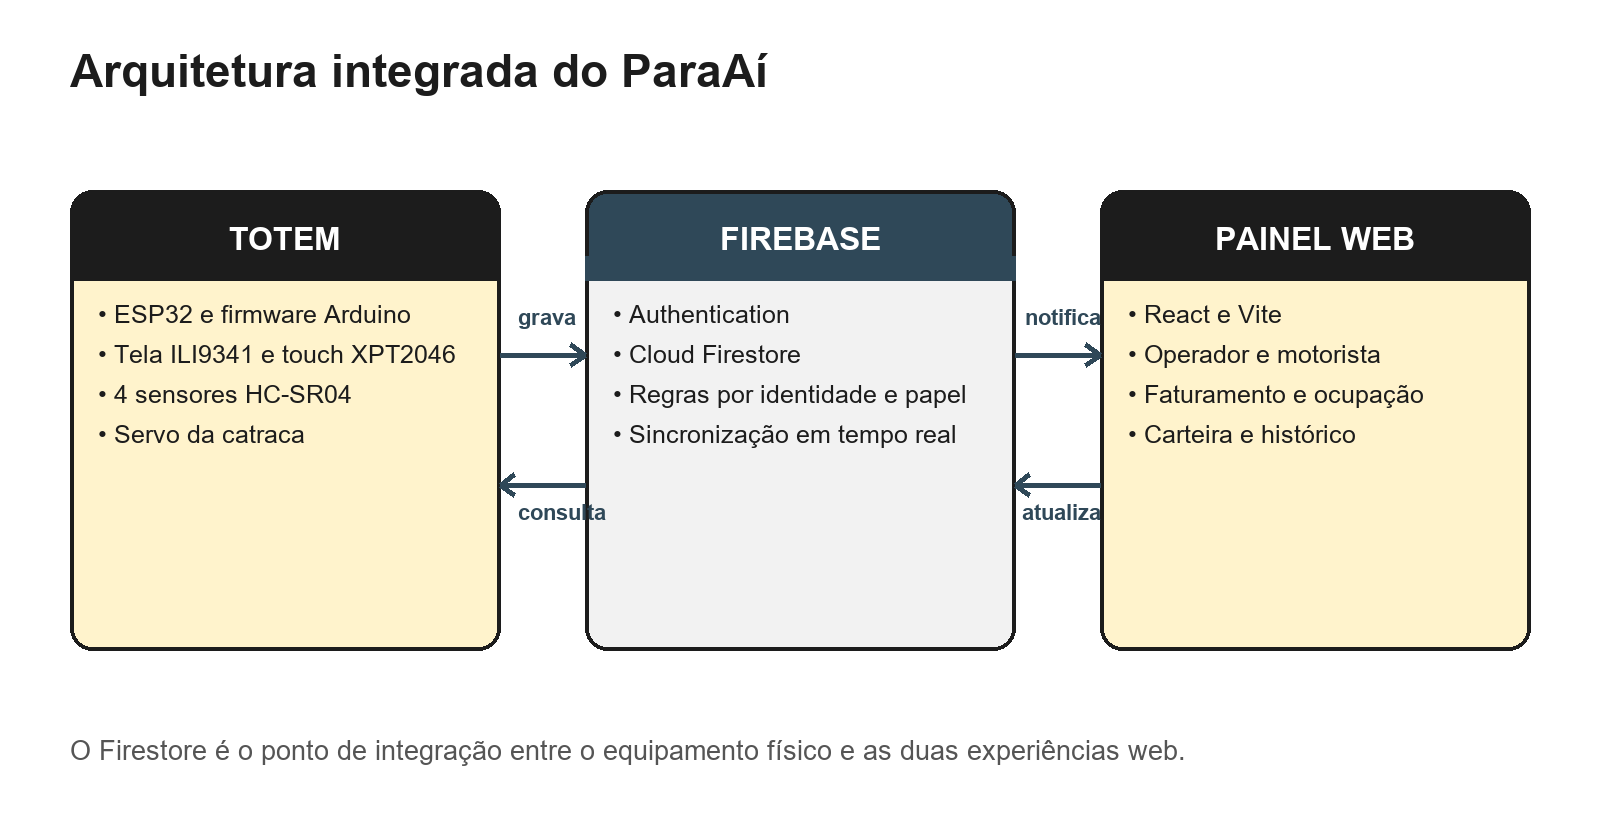 Arquitetura integrada do ParaAí
TOTEM
• ESP32 e firmware Arduino
• Tela ILI9341 e touch XPT2046
• 4 sensores HC-SR04
• Servo da catraca
grava
consulta
FIREBASE
• Authentication
• Cloud Firestore
• Regras por identidade e papel
• Sincronização em tempo real
notifica
atualiza
PAINEL WEB
• React e Vite
• Operador e motorista
• Faturamento e ocupação
• Carteira e histórico
O Firestore é o ponto de integração entre o equipamento físico e as duas experiências web.